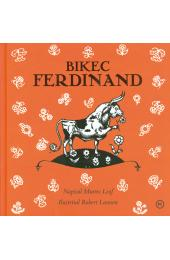 BIKEC
FERDINAND
Napisal Munro Leaf
Ilustriral Robert Lawson